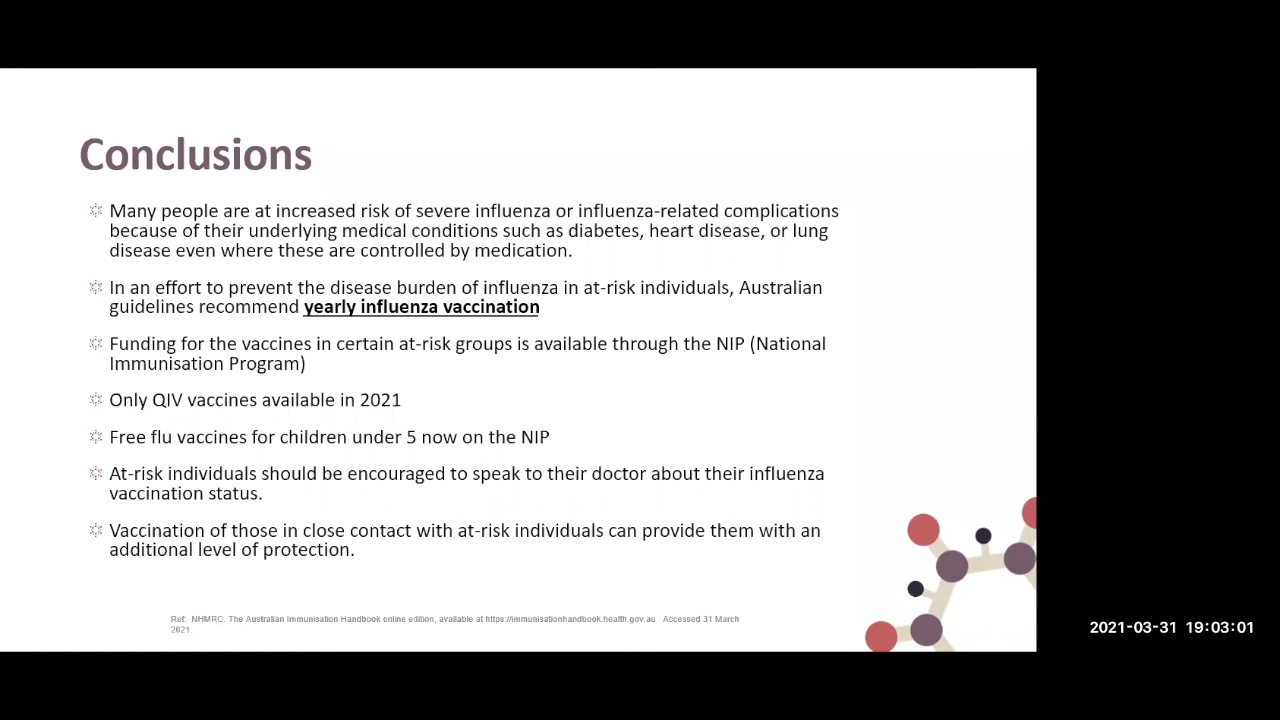 Conclusions
Many people are at increased risk of severe influenza or influenza-related complications
because of their underlying medical conditions such as diabetes, heart disease, or lung
disease even where these are controlled by medication.
In an effort to prevent the disease burden of influenza in at-risk individuals, Australian
guidelines recommend yearly influenza vaccination
Funding for the vaccines in certain at-risk groups is available through the NIP (National
Immunisation Program)
Only QIV vaccines available in 2021
Free flu vaccines for children under 5 now on the NIP
At-risk individuals should be encouraged to speak to their doctor about their influenza
vaccination status.
Vaccination of those in close contact with at-risk individuals can provide them with an
additional level of protection.
Ref: NHMRC. The Australian Immunisation Handbook online edition, available at https://immunisationhandbook.health.gov.au Accessed 31 March
2021.
2021-03-31 19:03:01